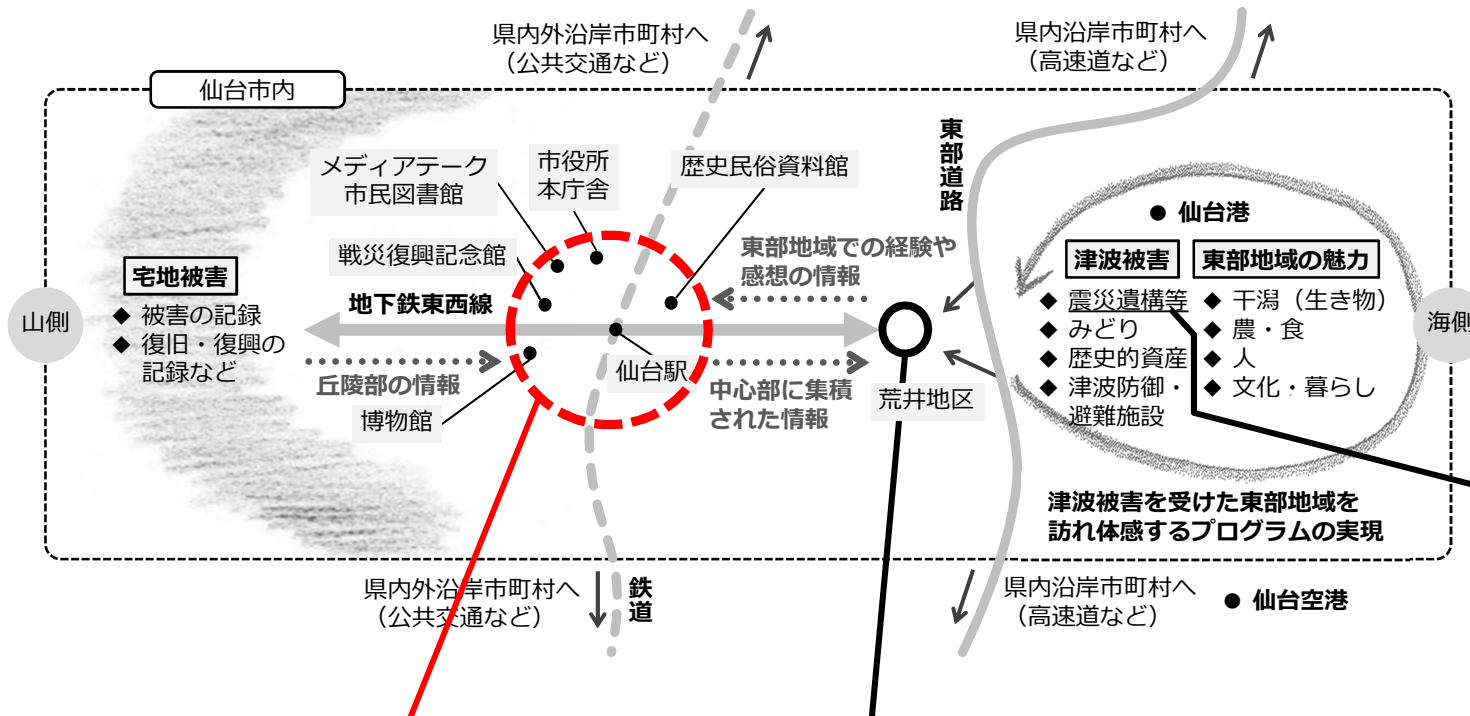 県内外沿岸市町村へ
（公共交通など）
県内沿岸市町村へ
（高速道など）
仙台市内
東部道路
メディアテーク
市民図書館
市役所
本庁舎
歴史民俗資料館
仙台港
戦災復興記念館
東部地域での経験や
感想の情報
津波被害
東部地域の魅力
宅地被害
地下鉄東西線
山側
海側
◆ 被害の記録
◆ 復旧・復興の
記録など
◆ 震災遺構等
◆ みどり
◆ 歴史的資産
◆ 津波防御・
避難施設
◆ 干潟（生き物）
◆ 農・食
◆ 人
◆ 文化・暮らし
丘陵部の情報
仙台駅
中心部に集積
された情報
荒井地区
博物館
津波被害を受けた東部地域を
訪れ体感するプログラムの実現
県内外沿岸市町村へ
（公共交通など）
鉄道
県内沿岸市町村へ
（高速道など）
仙台空港